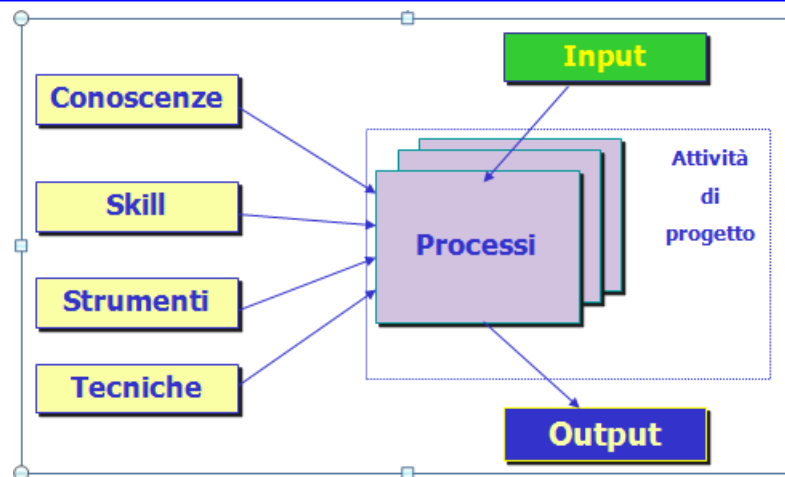 Input
Conoscenze
Attività
di
progetto
Skill
Processi
Strumenti
Tecniche
Output